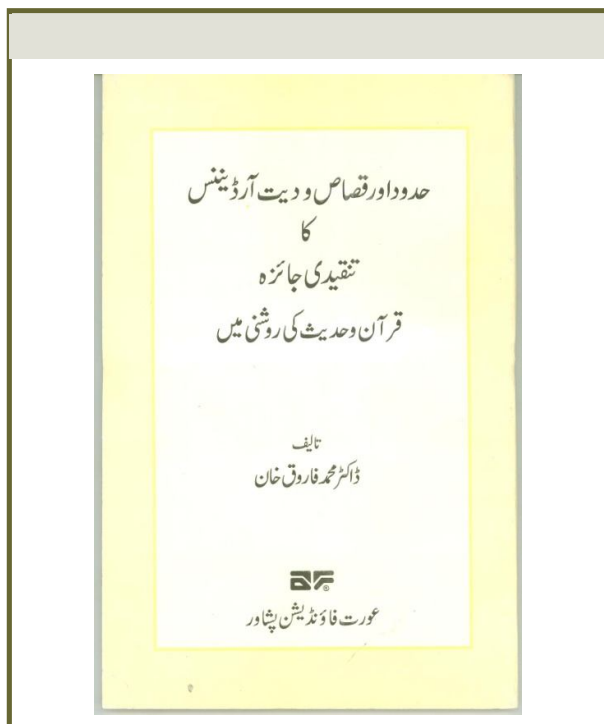 حدود اور قصاص و دیت آرڈیننس
کا
تنقیدی جائزہ
قرآن و حدیث کی روشنی میں
تالیف
ڈاکٹر محمد فاروق خان
عورت فاؤنڈیشن پشاور